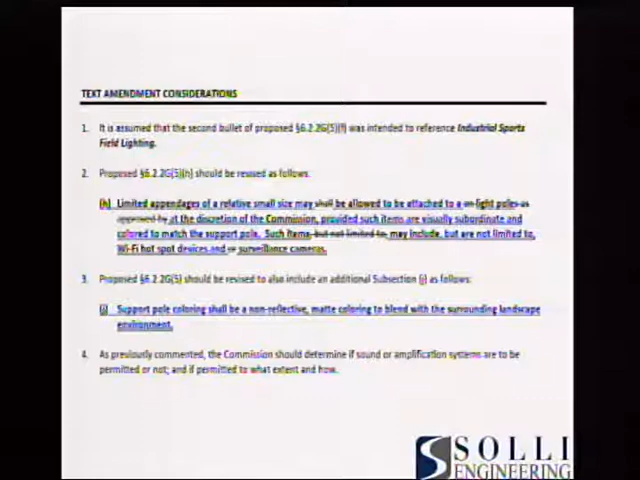 TEXT AMENDMENT CONSIDERATIONS
1. It is assumed that the second bullet of proposed §6.2.2G(5)(f) was intended to reference Industrial Sports
Field Lighting.
2. Proposed §6.2.2G(5)(h) should be revised as follows:
(h) Limited appendages of a relative small size may shall be allowed to be attached to a on light poles as
approved by at the discretion of the Commission, provided such items are visually subordinate and
colored to match the support pole. Such items, but not limited to, may include, but are not limited to,
Wi-Fi hot spot devices and or surveillance cameras.
3. Proposed §6.2.2G(5) should be revised to also include an additional Subsection (j) as follows:
(j) Support pole coloring shall be a non-reflective, matte coloring to blend with the surrounding landscape
environment.
4. As previously commented, the Commission should determine if sound or amplification systems are to be
permitted or not; and if permitted to what extent and how.
SOLLI
ENGINEERING